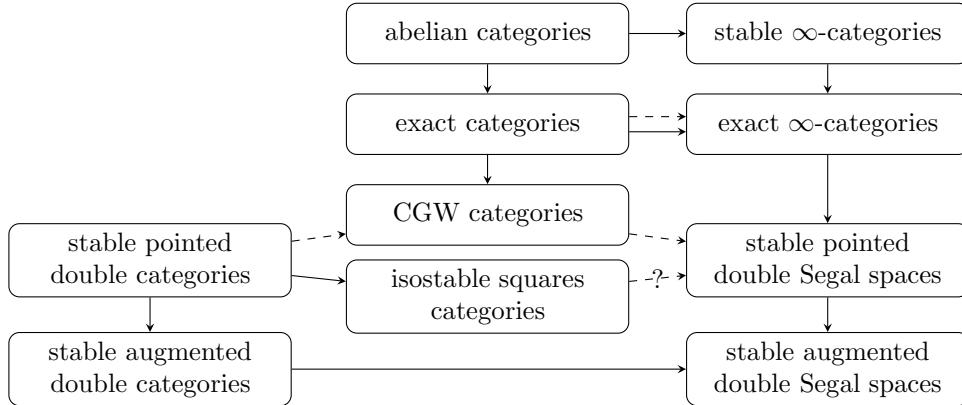 abelian categories
stable ∞-categories
exact categories
exact ∞-categories
CGW categories
stable pointed
double categories
stable pointed
double Segal spaces
isostable squares
categories
?
stable augmented
double categories
stable augmented
double Segal spaces